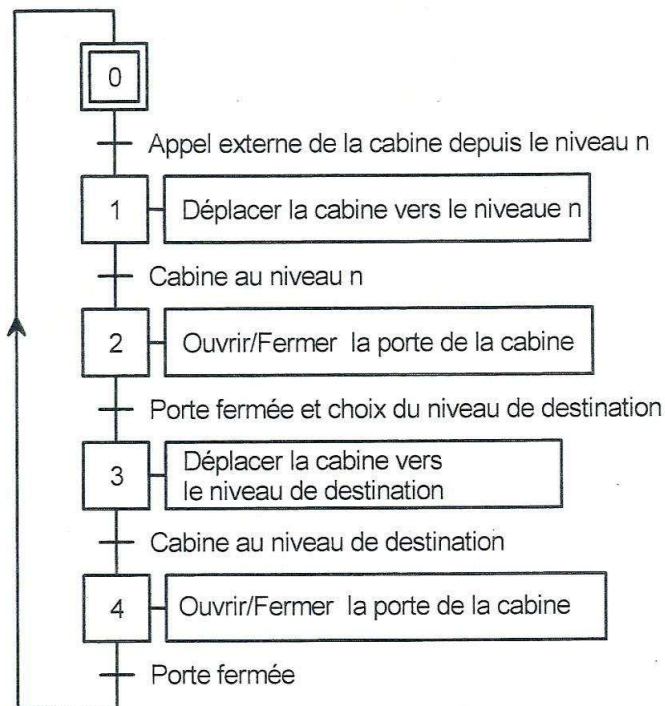 0
Appel externe de la cabine depuis le niveau n
1
Déplacer la cabine vers le niveaue n
Cabine au niveau n
2
Ouvrir/Fermer la porte de la cabine
Porte fermée et choix du niveau de destination
3
Déplacer la cabine vers
le niveau de destination
Cabine au niveau de destination
4
Ouvrir/Fermer la porte de la cabine
Porte fermée